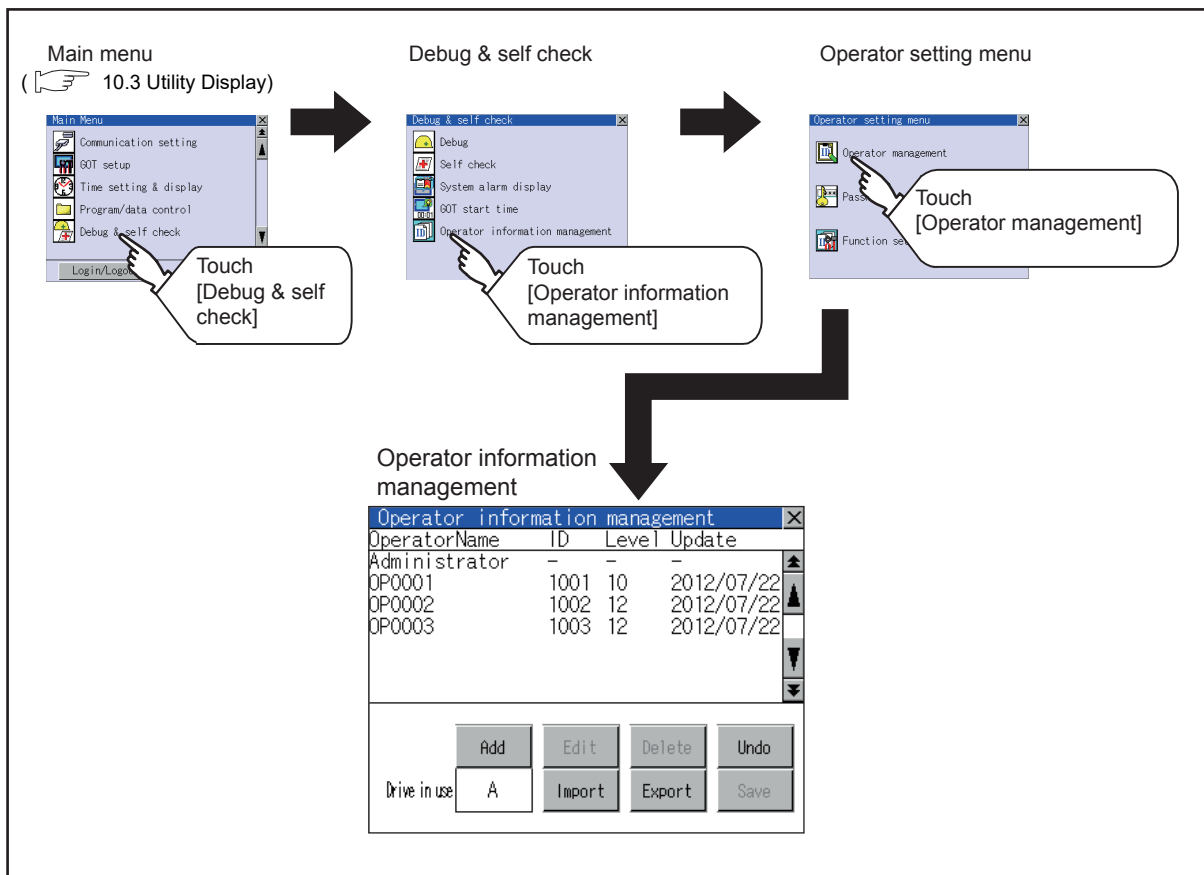 Main menu
( 10.3 Utility Display)
Debug & self check
Operator setting menu
Main Menu
Communication setting
GOT setup
Time setting & display
Program/data control
Debug & self check
Touch
[Debug & self
check]
Debug & self check
Debug
Self check
System alarm display
GOT start time
Operator information management
Touch
[Operator information
management]
Operator setting menu
Operator management
Touch
[Operator management]
Operator information
management
Operator information management
OperatorName ID Level Update
Administrator - - -
OP0001 1001 10 2012/07/22
OP0002 1002 12 2012/07/22
OP0003 1003 12 2012/07/22
Add Edit Delete Undo
Drive in use A Import Export Save